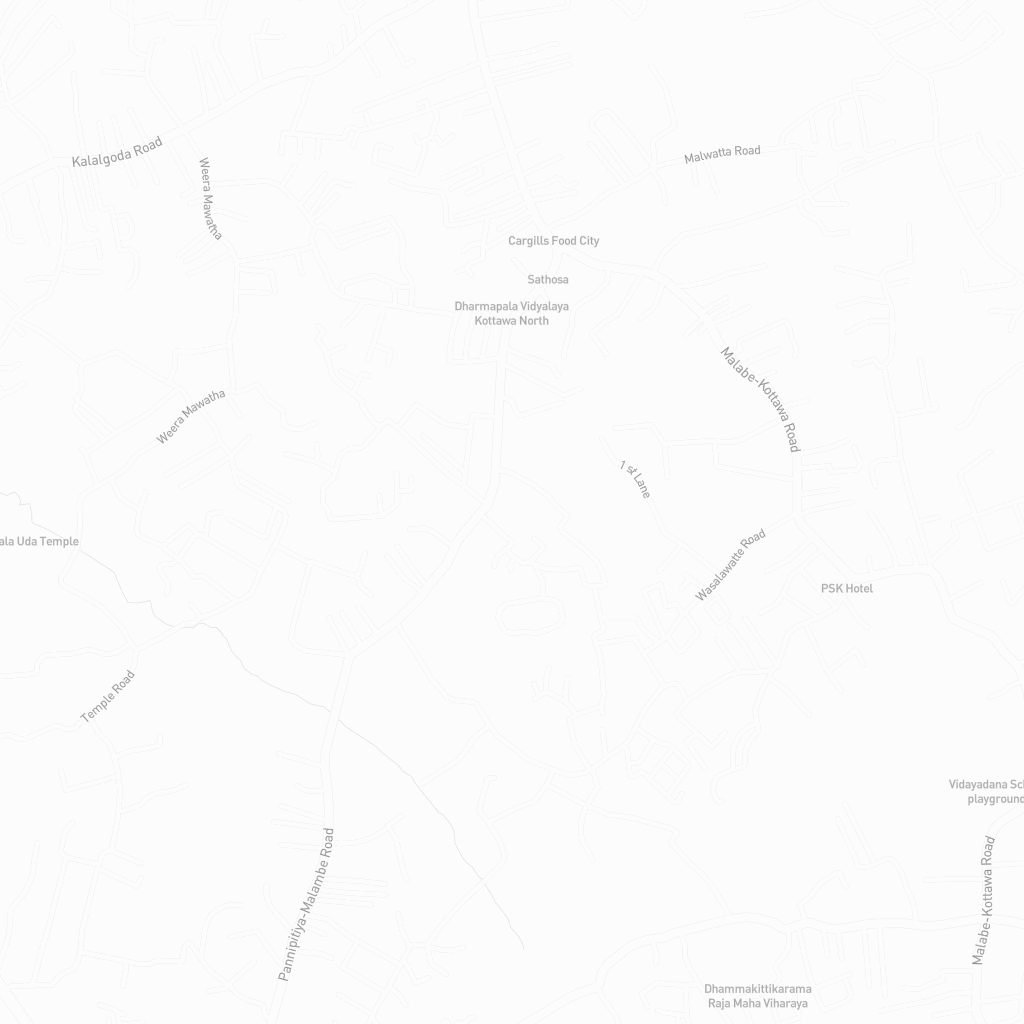 Kalalgoda Road
Malwatta Road
Weera Mawatha
Cargills Food City
Sathosa
Dharmapala Vidyalaya
Kottawa North
Malabe-Kottawa Road
Weera Mawatha
1 st Lane
ala Uda Temple
Wasalawatte Road
PSK Hotel
Temple Road
Vidayadana Sc
playground
Pannipitiya-Malambe Road
Malabe-Kottawa Road
Dhammakittikarama
Raja Maha Viharaya